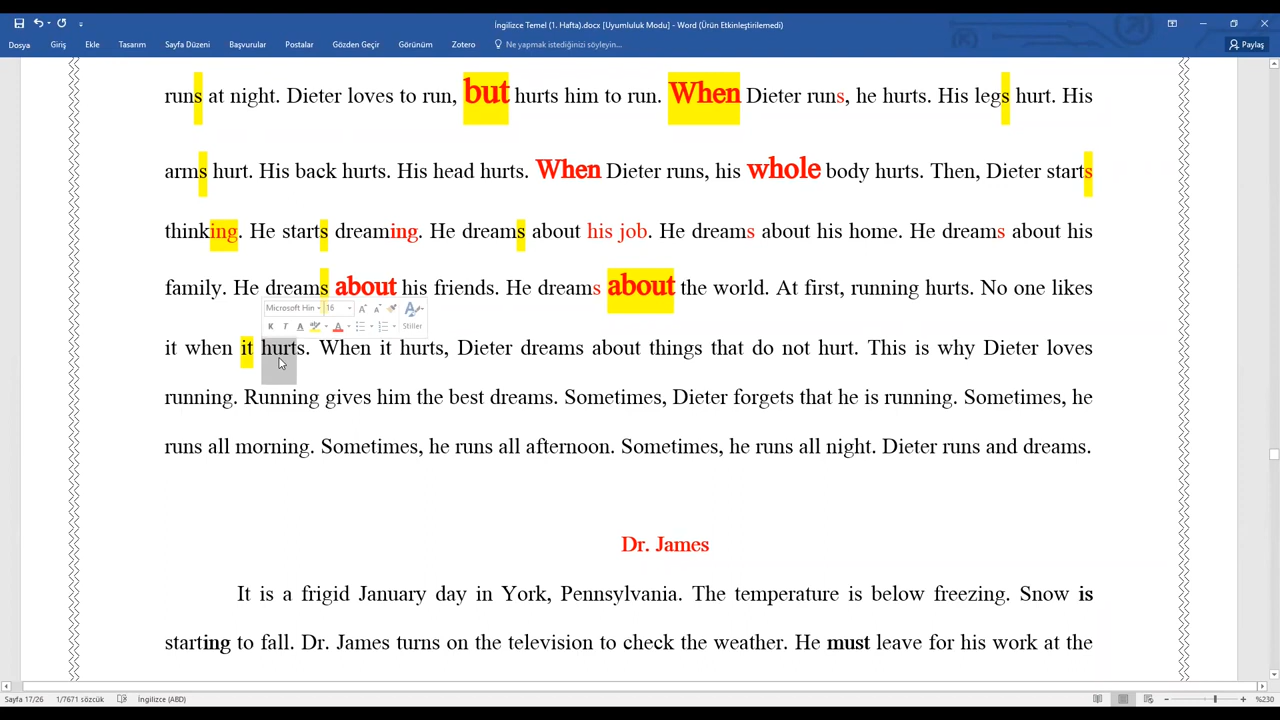 İngilizce Temel (1. Hafta).docx [Uyumluluk Modu] - Word (Ürün Etkinleştirilemedi)
Dosya Giriş Ekle Tasarım Sayfa Düzeni Başvurular Postalar Gözden Geçir Görünüm Zotero Ne yapmak istediğinizi söyleyin... Paylaş
runs at night. Dieter loves to run, but hurts him to run. When Dieter runs, he hurts. His legs hurt. His
arms hurt. His back hurts. His head hurts. When Dieter runs, his whole body hurts. Then, Dieter starts
thinking. He starts dreaming. He dreams about his job. He dreams about his home. He dreams about his
family. He dreams about his friends. He dreams about the world. At first, running hurts. No one likes
Microsoft Hin 16
Stiller
it when it hurts. When it hurts, Dieter dreams about things that do not hurt. This is why Dieter loves
running. Running gives him the best dreams. Sometimes, Dieter forgets that he is running. Sometimes, he
runs all morning. Sometimes, he runs all afternoon. Sometimes, he runs all night. Dieter runs and dreams.
Dr. James
It is a frigid January day in York, Pennsylvania. The temperature is below freezing. Snow is
starting to fall. Dr. James turns on the television to check the weather. He must leave for his work at the
Sayfa 17/26 1/7671 sözcük İngilizce (ABD) %230